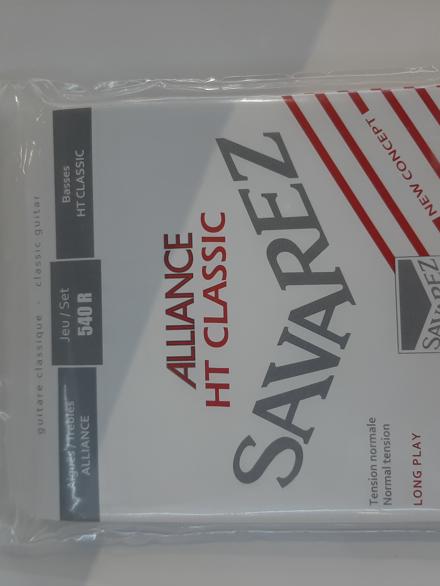 guitare classique - classic guitar
Aigues / Trebles
ALLIANCE
Jeu / Set
540 R
Basses
HT CLASSIC
ALLIANCE
HT CLASSIC
SAVAREZ
NEW CONCEPT
SAVAREZ
Tension normale
Normal tension
LONG PLAY